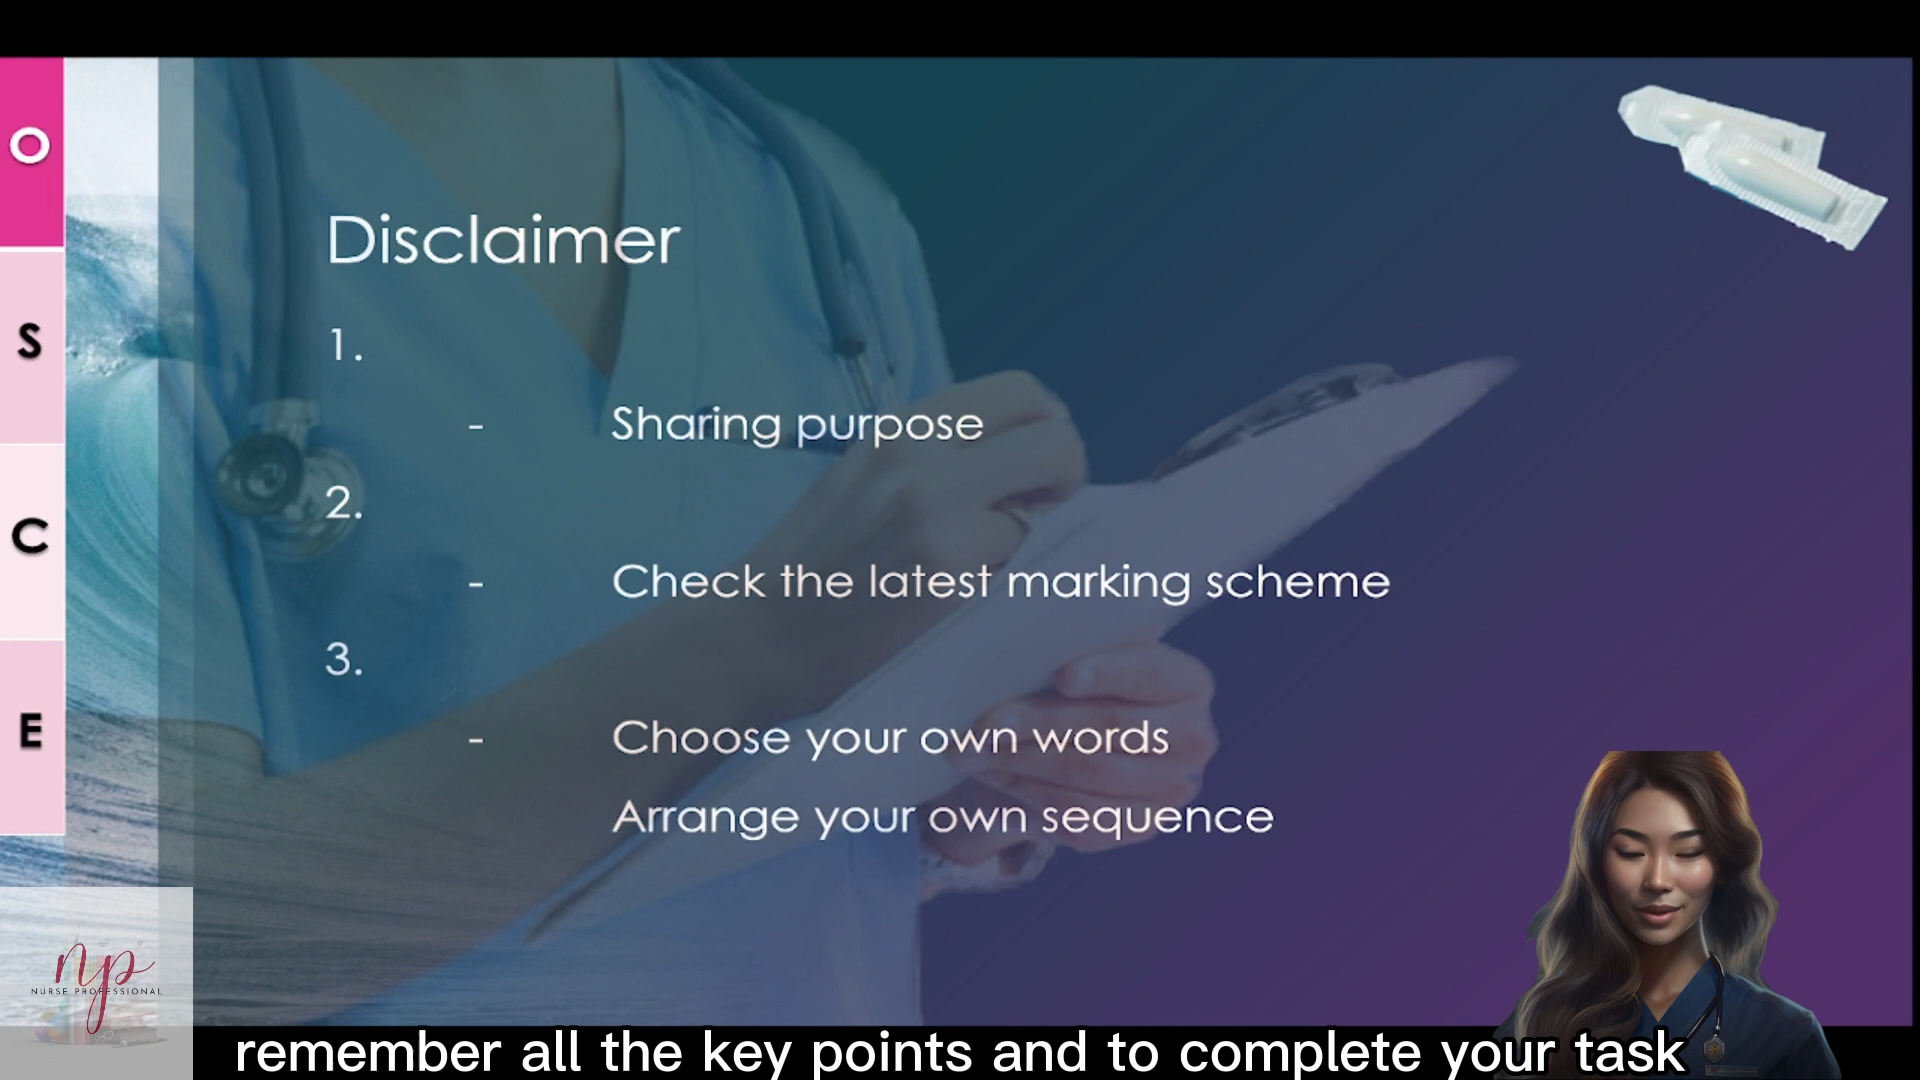 O
S
C
E
Disclaimer
1.
- Sharing purpose
2.
- Check the latest marking scheme
3.
- Choose your own words
Arrange your own sequence
np
NURSE PROFESSIONAL
remember all the key points and to complete your task